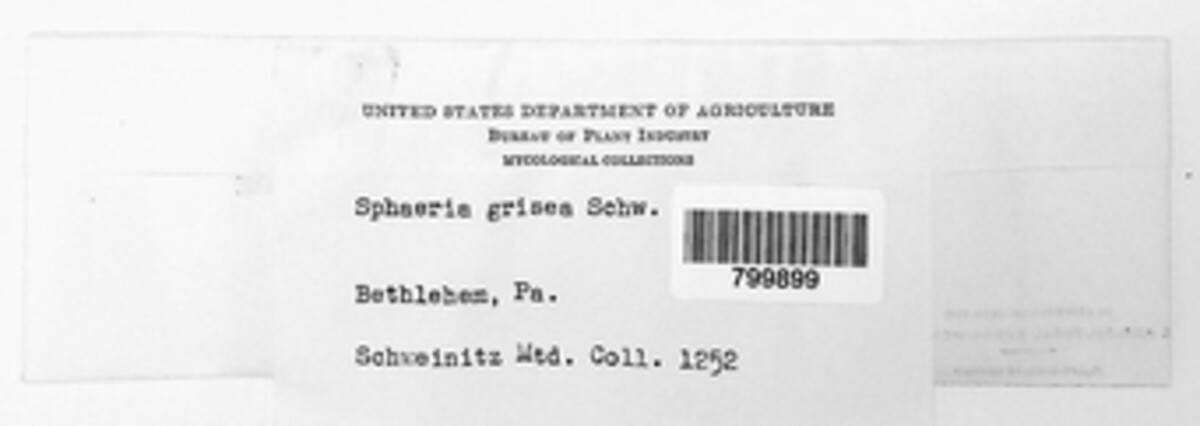 UNITED STATES DEPARTMENT OF AGRICULTURE
BUREAU OF PLANT INDUSTRY
MYCOLOGICAL COLLECTIONS
Sphaeria grisea Schw.
799899
Bethlehem, Pa.
Schweinitz Mtd. Coll. 1252